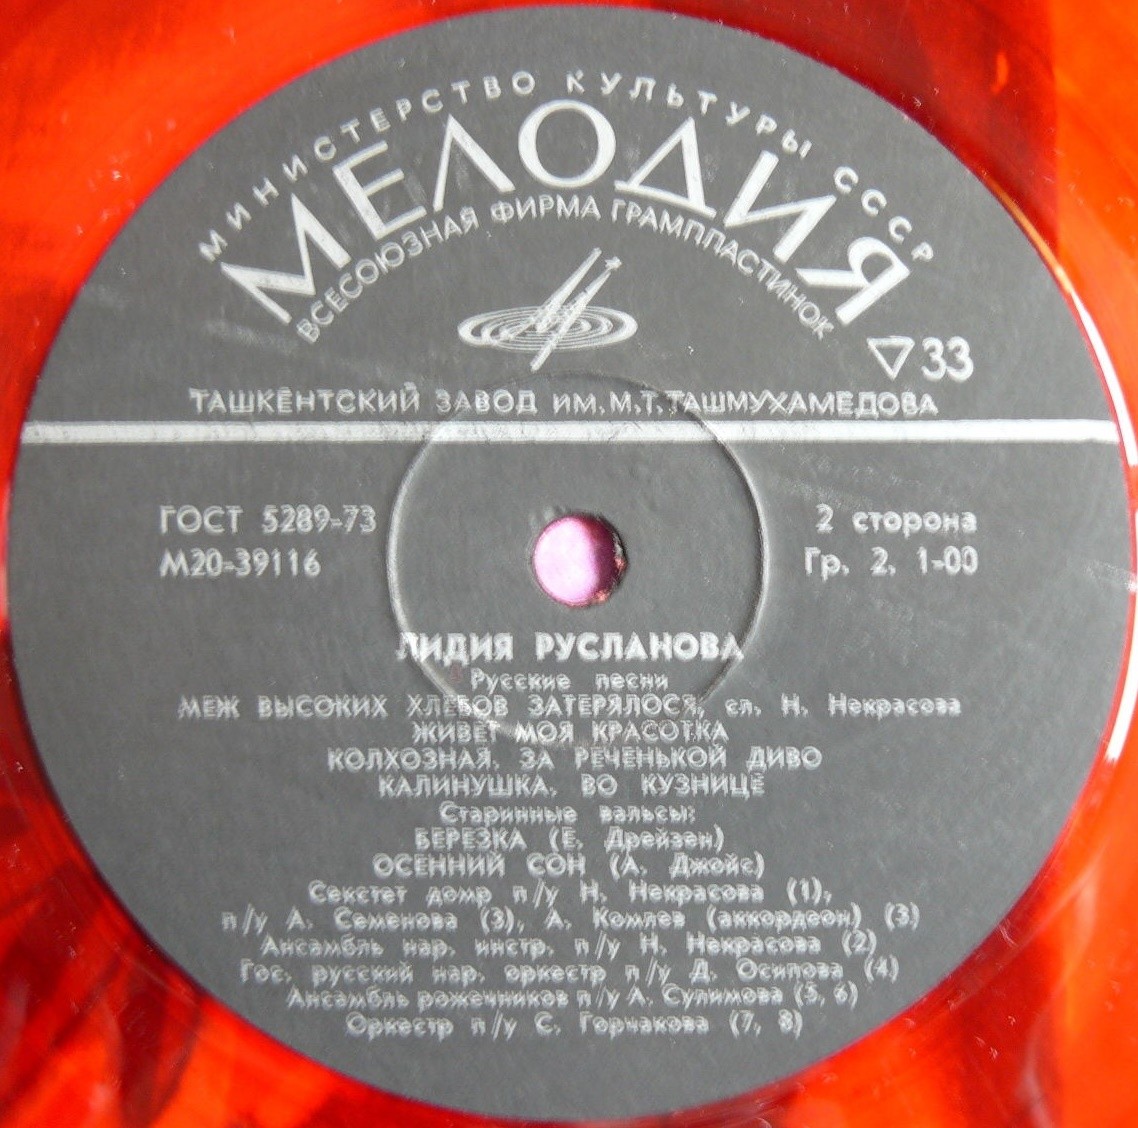 МИНИСТЕРСТВО КУЛЬТУРЫ СССР
МЕЛОДИЯ
ВСЕСОЮЗНАЯ ФИРМА ГРАМПЛАСТИНОК
33
ТАШКЕНТСКИЙ ЗАВОД ИМ. М.Т. ТАШМУХАМЕДОВА
ГОСТ 5289-73
М20-39116
2 сторона
Гр. 2. 1-00
ЛИДИЯ РУСЛАНОВА
Русские песни
МЕЖ ВЫСОКИХ ХЛЕБОВ ЗАТЕРЯЛОСЯ, сл. Н. Некрасова
ЖИВЕТ МОЯ КРАСОТКА
КОЛХОЗНАЯ. ЗА РЕЧЕНЬКОЙ ДИВО
КАЛИНУШКА. ВО КУЗНИЦЕ
Старинные вальсы:
БЕРЕЗКА (Е. Дрейзен)
ОСЕННИЙ СОН (А. Джойс)
Секстет домр п/у Н. Некрасова (1),
п/у А. Семенова (3), А. Комлев (аккордеон) (3)
Ансамбль нар. инстр. п/у Н. Некрасова (2)
Гос. русский нар. оркестр п/у Д. Осипова (4)
Ансамбль рожечников п/у А. Сулимова (5, 6)
Оркестр п/у С. Горчакова (7, 8)